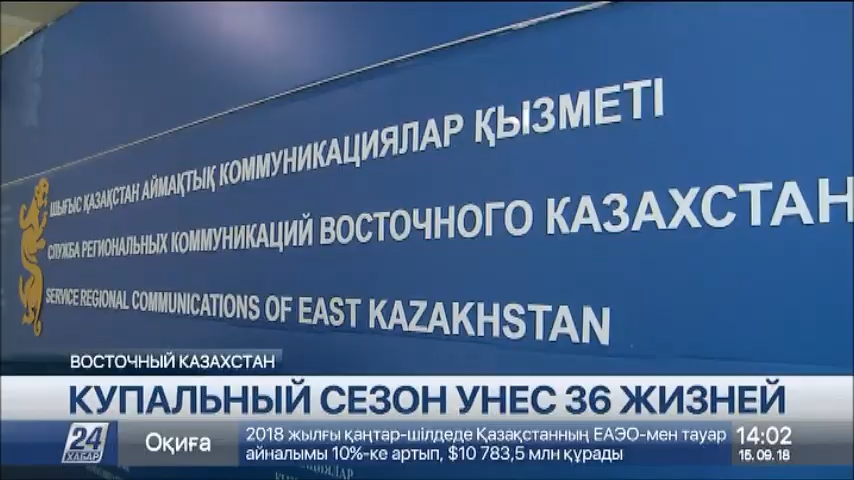 ШЫҒЫС ҚАЗАҚСТАН АЙМАҚТЫҚ КОММУНИКАЦИЯЛАР ҚЫЗМЕТІ
СЛУЖБА РЕГИОНАЛЬНЫХ КОММУНИКАЦИЙ ВОСТОЧНОГО КАЗАХСТАН
SERVICE REGIONAL COMMUNICATIONS OF EAST KAZAKHSTAN
ВОСТОЧНЫЙ КАЗАХСТАН
КУПАЛЬНЫЙ СЕЗОН УНЕС 36 ЖИЗНЕЙ
24
ХАБАР
Оқиға
2018 жылғы қаңтар-шілдеде Қазақстанның ЕАЭО-мен тауар
айналымы 10%-ке артып, $10 783,5 млн құрады
14:02
15.09.18